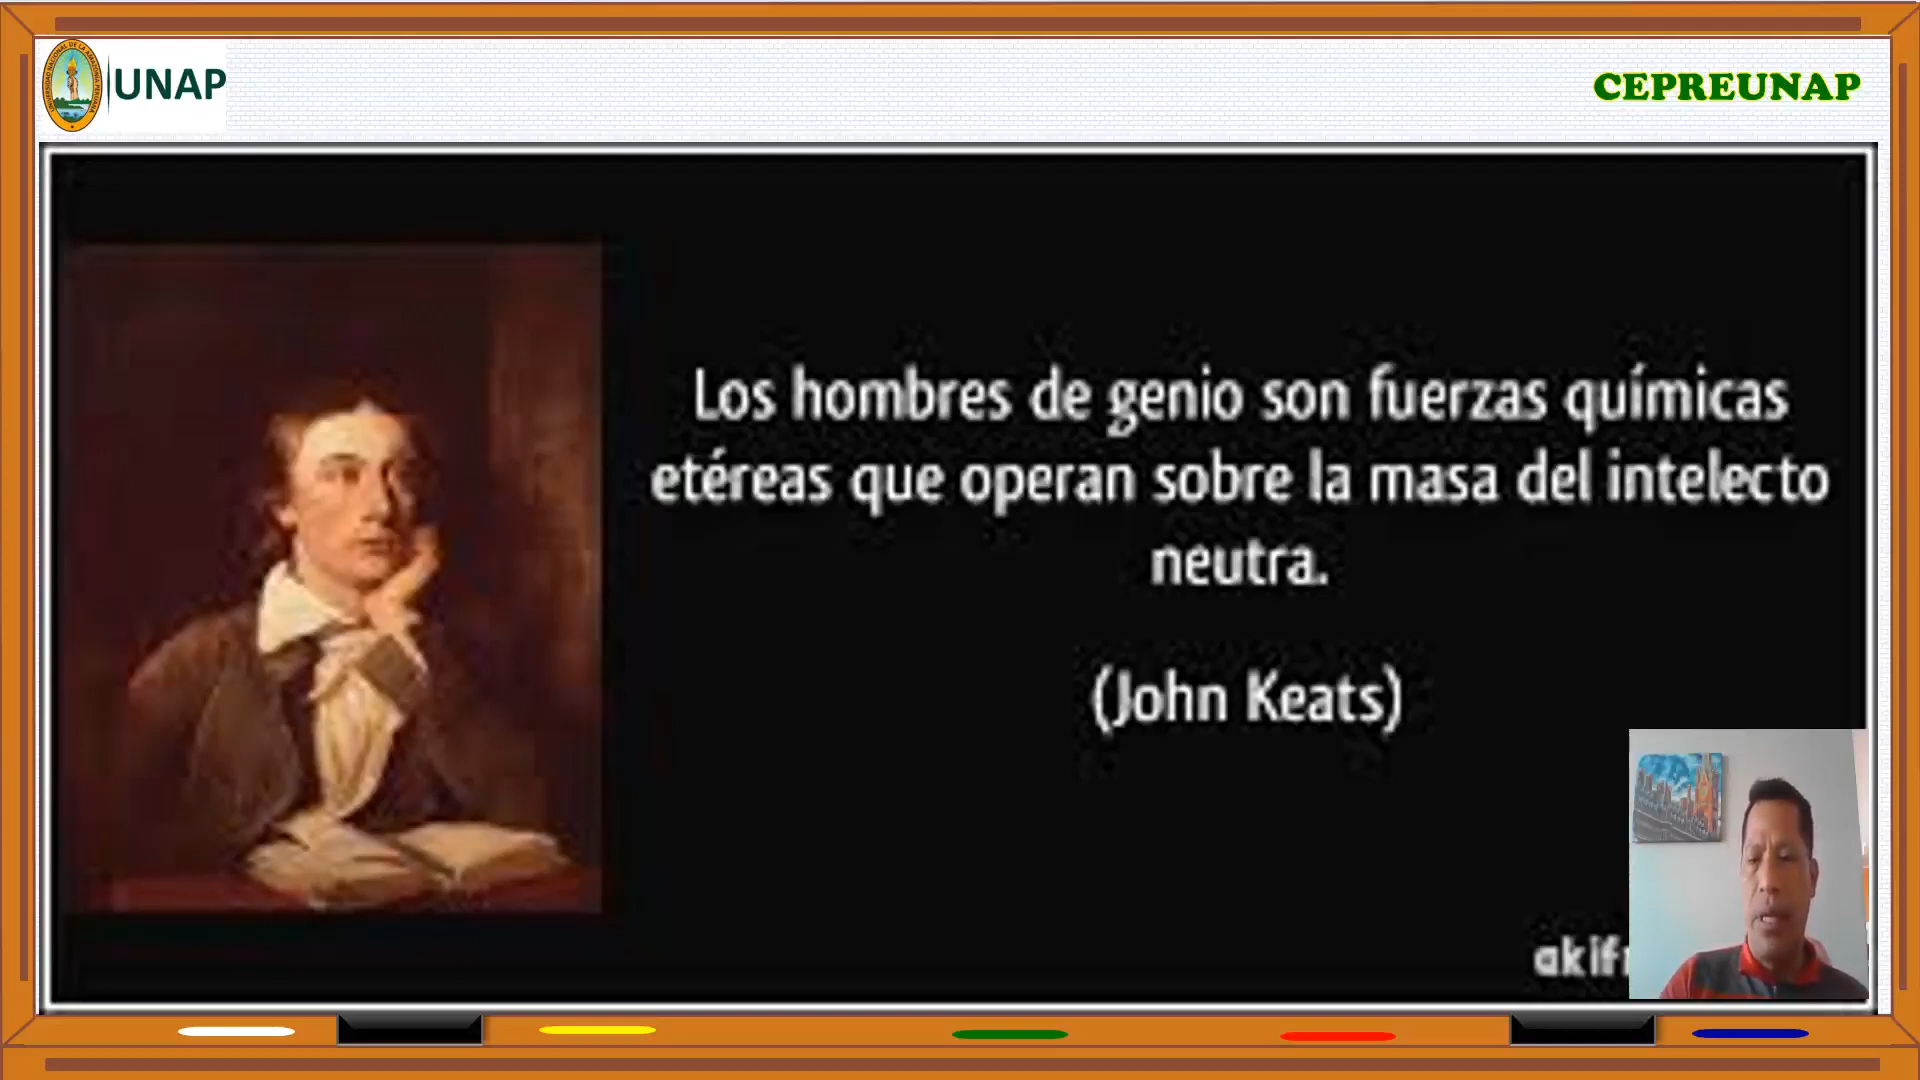 UNAP
CEPREUNAP
Los hombres de genio son fuerzas químicas
etéreas que operan sobre la masa del intelecto
neutra.
(John Keats)